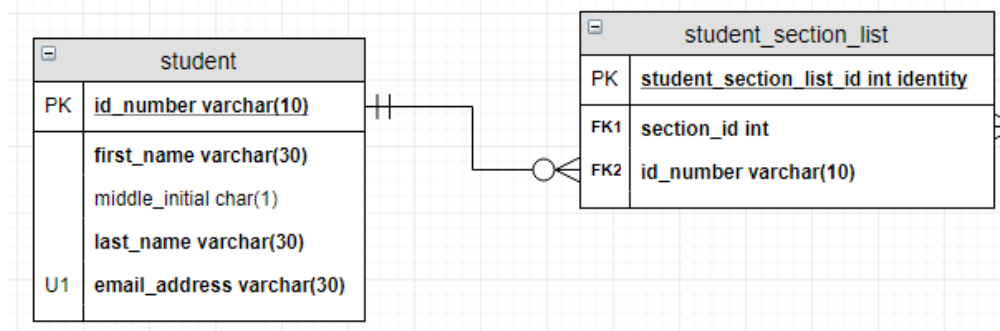 student
PK id_number varchar(10)
first_name varchar(30)
middle_initial char(1)
last_name varchar(30)
U1 email_address varchar(30)
student_section_list
PK student_section_list_id int identity
FK1 section_id int
FK2 id_number varchar(10)